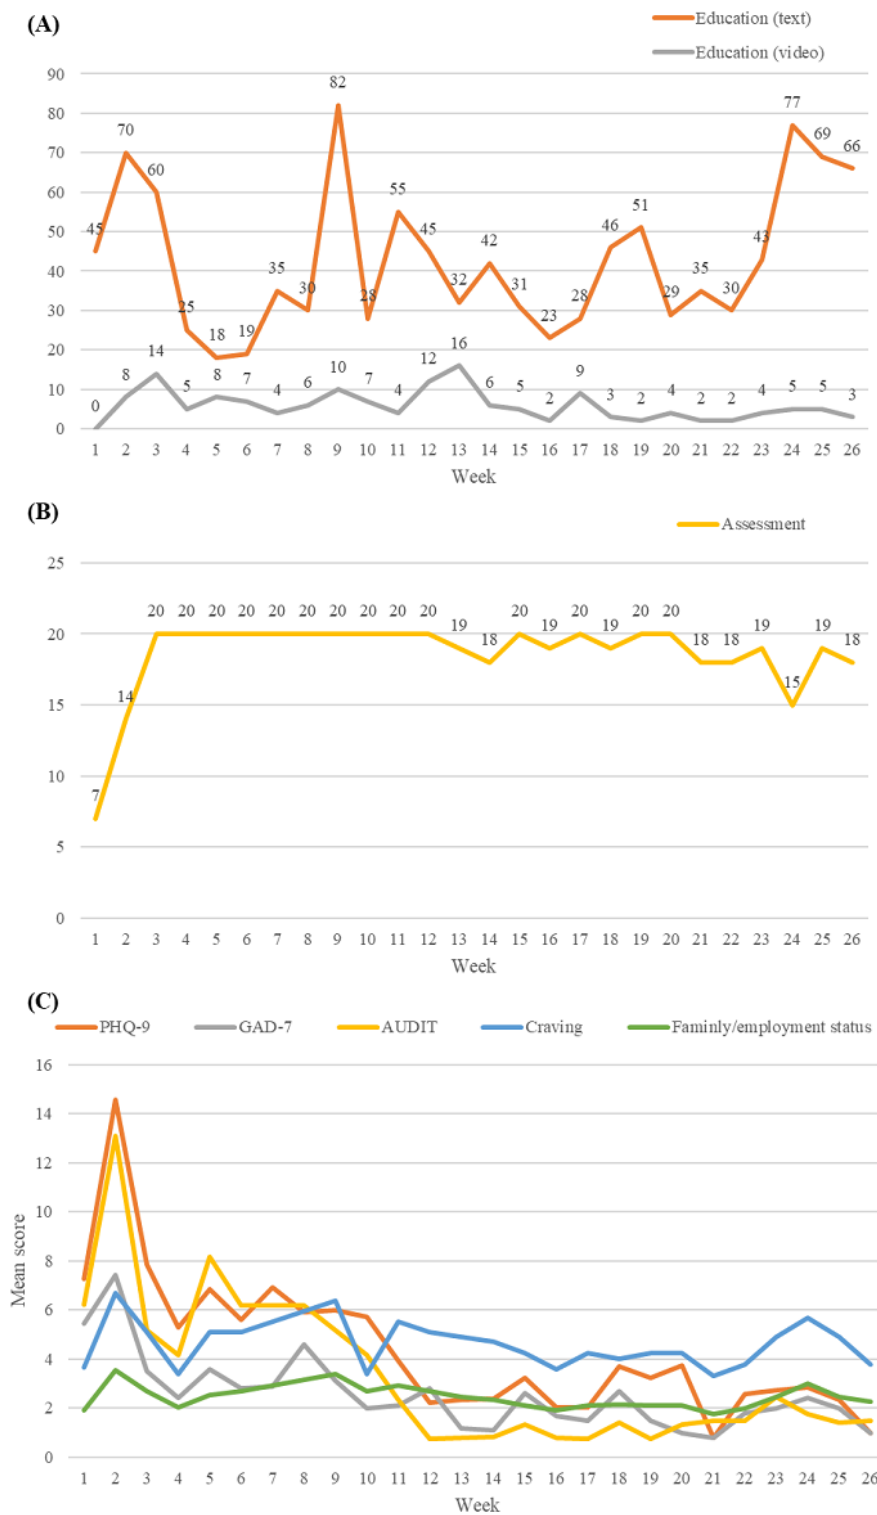 (A)
Education (text)
Education (video)
90
80
70
60
50
40
30
20
10
0
45 70 60 25 18 19 35 30 82 28 55 45 32 42 31 23 28 46 51 29 35 30 43 77 69 66
0 8 14 5 8 7 4 6 10 7 4 12 16 6 5 2 9 3 2 4 2 2 4 5 5 3
1 2 3 4 5 6 7 8 9 10 11 12 13 14 15 16 17 18 19 20 21 22 23 24 25 26
Week
(B)
Assessment
25
20
15
10
5
0
7 14 20 20 20 20 20 20 20 20 20 20 19 18 20 19 20 19 20 20 18 18 19 15 19 18
1 2 3 4 5 6 7 8 9 10 11 12 13 14 15 16 17 18 19 20 21 22 23 24 25 26
Week
(C)
PHQ-9 GAD-7 AUDIT Craving Faminly/employment status
Mean score
16
14
12
10
8
6
4
2
0
1 2 3 4 5 6 7 8 9 10 11 12 13 14 15 16 17 18 19 20 21 22 23 24 25 26
Week